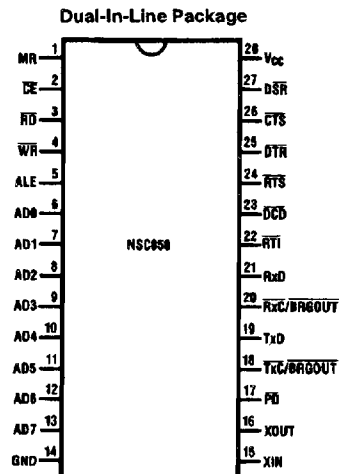 Dual-In-Line Package
MR 1 28 VCC
CE 2 27 DSR
RD 3 26 CTS
WR 4 25 DTR
ALE 5 24 RTS
AD0 6 23 DCD
AD1 7 NSC858 22 RTI
AD2 8 21 RxD
AD3 9 20 RxC/BRGOUT
AD4 10 19 TxD
AD5 11 18 TxC/BRGOUT
AD6 12 17 PD
AD7 13 16 XOUT
GND 14 15 XIN